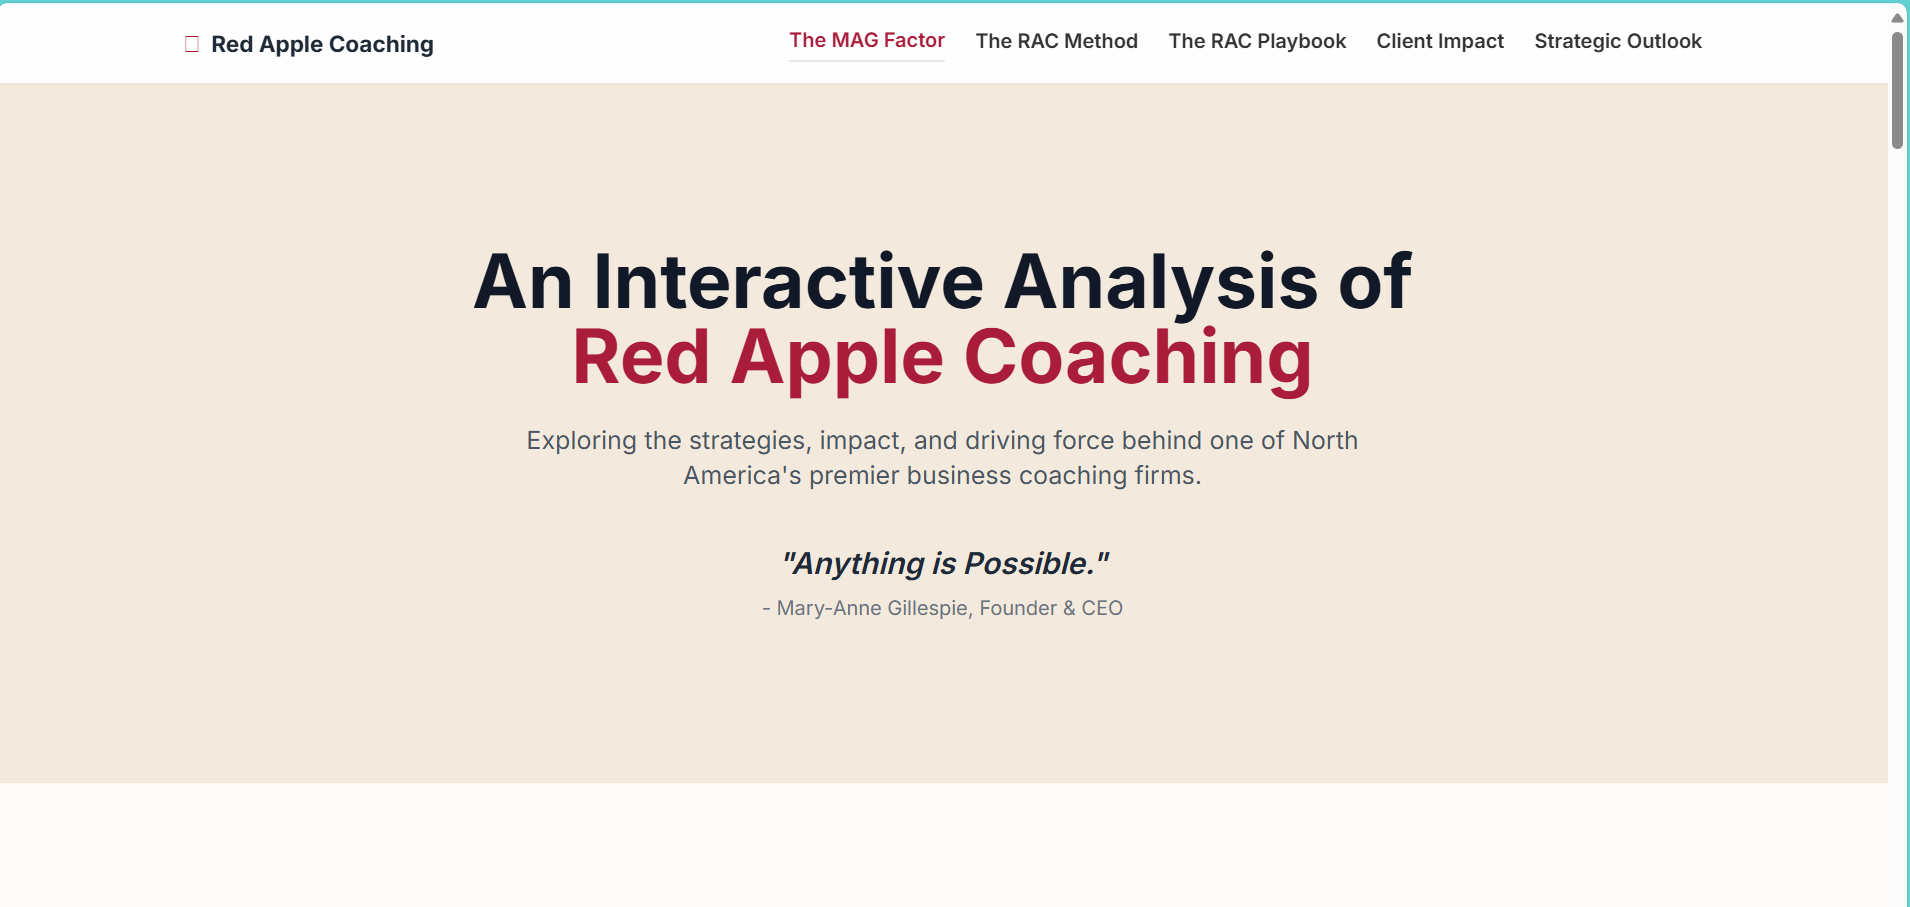 Red Apple Coaching
The MAG Factor
The RAC Method
The RAC Playbook
Client Impact
Strategic Outlook
An Interactive Analysis of
Red Apple Coaching
Exploring the strategies, impact, and driving force behind one of North
America's premier business coaching firms.
"Anything is Possible."
- Mary-Anne Gillespie, Founder & CEO